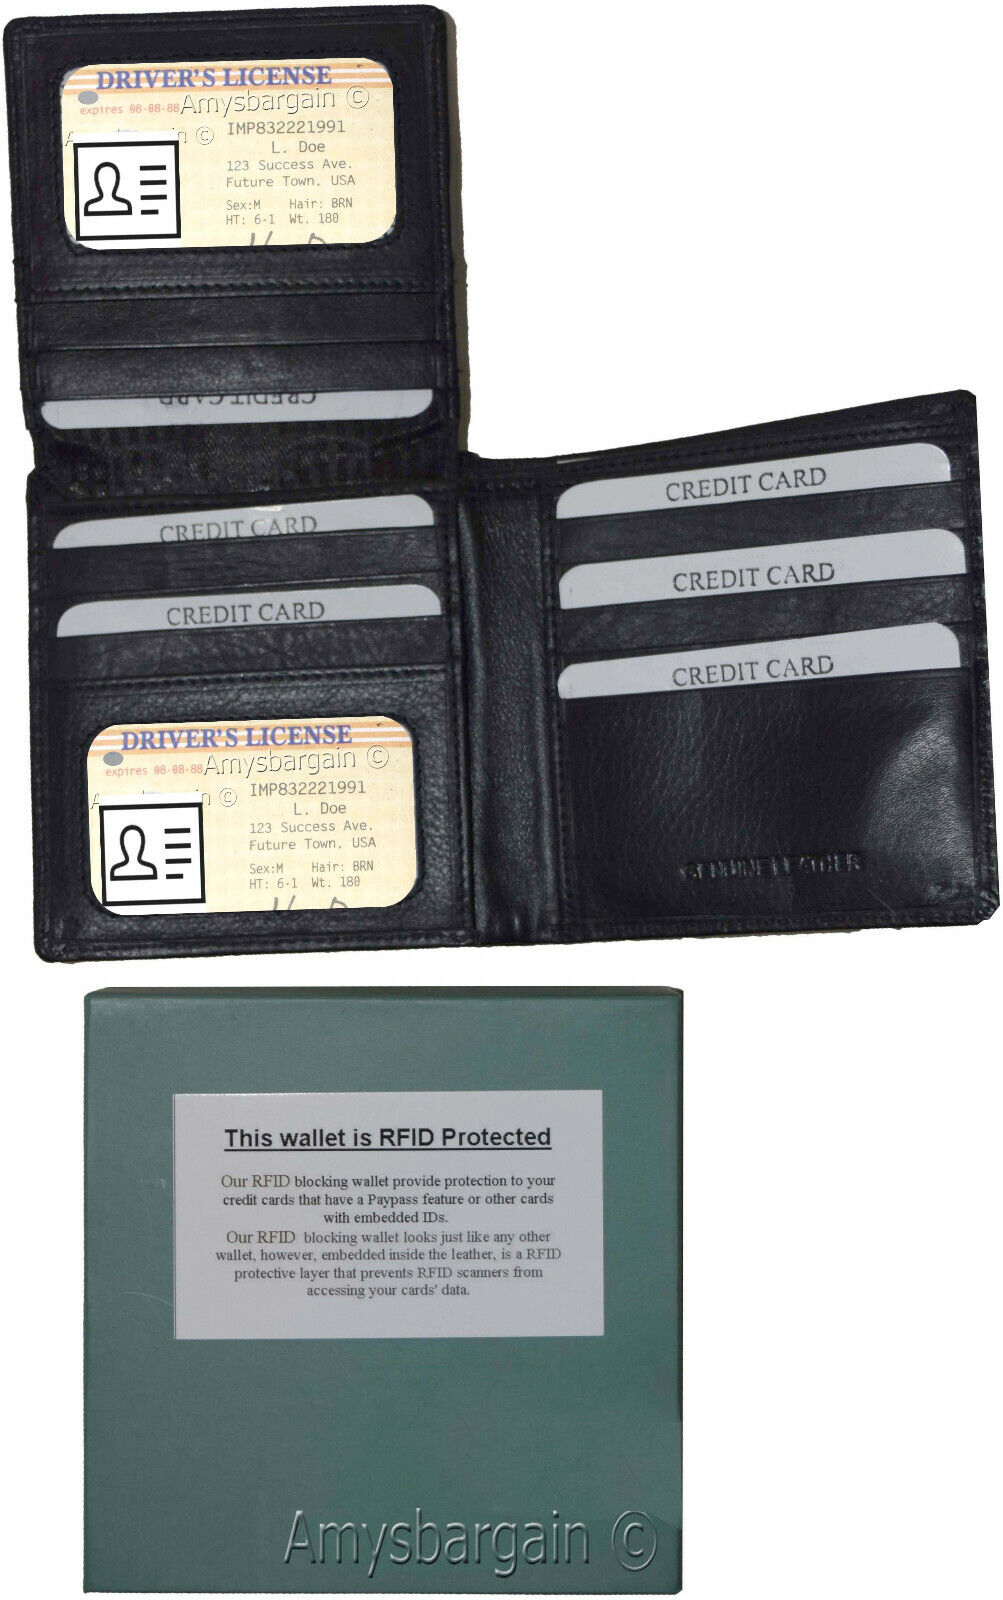 DRIVER'S LICENSE
expires 08-08-88
Amysbargain ©
IMP832221991
L. Doe
123 Success Ave.
Future Town. USA
Sex:M Hair: BRN
HT: 6-1 Wt. 180
CREDIT CARD
CREDIT CARD
CREDIT CARD
DRIVER'S LICENSE
expires 08-08-88
Amysbargain ©
IMP832221991
L. Doe
123 Success Ave.
Future Town. USA
Sex:M Hair: BRN
HT: 6-1 Wt. 180
CREDIT CARD
CREDIT CARD
CREDIT CARD
GENUINE LEATHER
This wallet is RFID Protected
Our RFID blocking wallet provide protection to your
credit cards that have a Paypass feature or other cards
with embedded IDs.
Our RFID blocking wallet looks just like any other
wallet, however, embedded inside the leather, is a RFID
protective layer that prevents RFID scanners from
accessing your cards' data.
Amysbargain ©